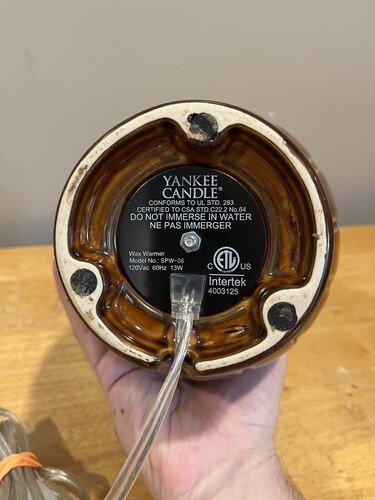 YANKEE
CANDLE®
CONFORMS TO UL STD. 283
CERTIFIED TO CSA STD.C22.2 No.64
DO NOT IMMERSE IN WATER
NE PAS IMMERGER
Wax Warmer
Model No.: SPW-06
120Vac 60Hz 13W
C ETL US
Intertek
4003125